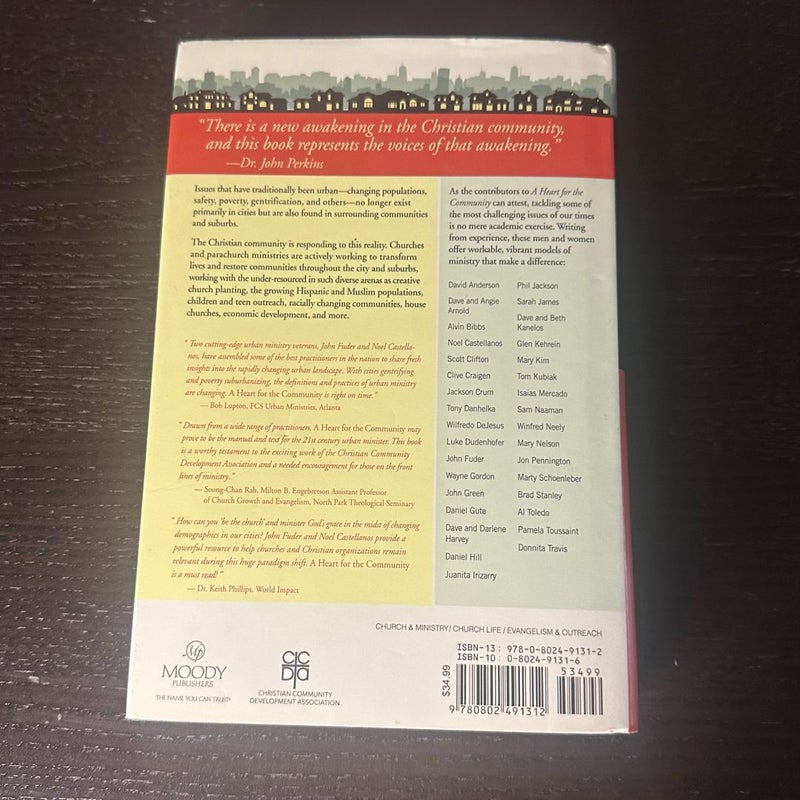 "There is a new awakening in the Christian community,
and this book represents the voices of that awakening."
—Dr. John Perkins
Issues that have traditionally been urban—changing populations,
safety, poverty, gentrification, and others—no longer exist
primarily in cities but are also found in surrounding communities
and suburbs.
The Christian community is responding to this reality. Churches
and parachurch ministries are actively working to transform
lives and restore communities throughout the city and suburbs,
working with the under-resourced in such diverse arenas as creative
church planting, the growing Hispanic and Muslim populations,
children and teen outreach, racially changing communities, house
churches, economic development, and more.
"Two cutting-edge urban ministry veterans, John Fuder and Noel Castella-
nos, have assembled some of the best practitioners in the nation to share fresh
insights into the rapidly changing urban landscape. With cities gentrifying
and poverty suburbanizing, the definitions and practices of urban ministry
are changing. A Heart for the Community is right on time."
— Bob Lupton, FCS Urban Ministries, Atlanta
"Drawn from a wide range of practitioners, A Heart for the Community may
prove to be the manual and text for the 21st century urban minister. This book
is a worthy testament to the exciting work of the Christian Community
Development Association and a needed encouragement for those on the front
lines of ministry."
— Soong-Chan Rah, Milton B. Engebretson Assistant Professor
of Church Growth and Evangelism, North Park Theological Seminary
"How can you 'be the church' and minister God's grace in the midst of changing
demographics in our cities? John Fuder and Noel Castellanos provide a
powerful resource to help churches and Christian organizations remain
relevant during this huge paradigm shift. A Heart for the Community
is a must read!"
— Dr. Keith Phillips, World Impact
As the contributors to A Heart for the
Community can attest, tackling some of
the most challenging issues of our times
is no mere academic exercise. Writing
from experience, these men and women
offer workable, vibrant models of
ministry that make a difference:
David Anderson
Dave and Angie
Arnold
Alvin Bibbs
Noel Castellanos
Scott Clifton
Clive Craigen
Jackson Crum
Tony Danhelka
Wilfredo DeJesus
Luke Dudenhofer
John Fuder
Wayne Gordon
John Green
Daniel Gute
Dave and Darlene
Harvey
Daniel Hill
Juanita Irizarry
Phil Jackson
Sarah James
Dave and Beth
Kanelos
Glen Kehrein
Mary Kim
Tom Kubiak
Isaias Mercado
Sam Naaman
Winfred Neely
Mary Nelson
Jon Pennington
Marty Schoenleber
Brad Stanley
Al Toledo
Pamela Toussaint
Donnita Travis
CHURCH & MINISTRY/ CHURCH LIFE / EVANGELISM & OUTREACH
MP
MOODY
PUBLISHERS
THE NAME YOU CAN TRUST®
CCDA
CHRISTIAN COMMUNITY
DEVELOPMENT ASSOCIATION
ISBN-13: 978-0-8024-9131-2
ISBN-10: 0-8024-9131-6
53499
$34.99
9 780802 491312